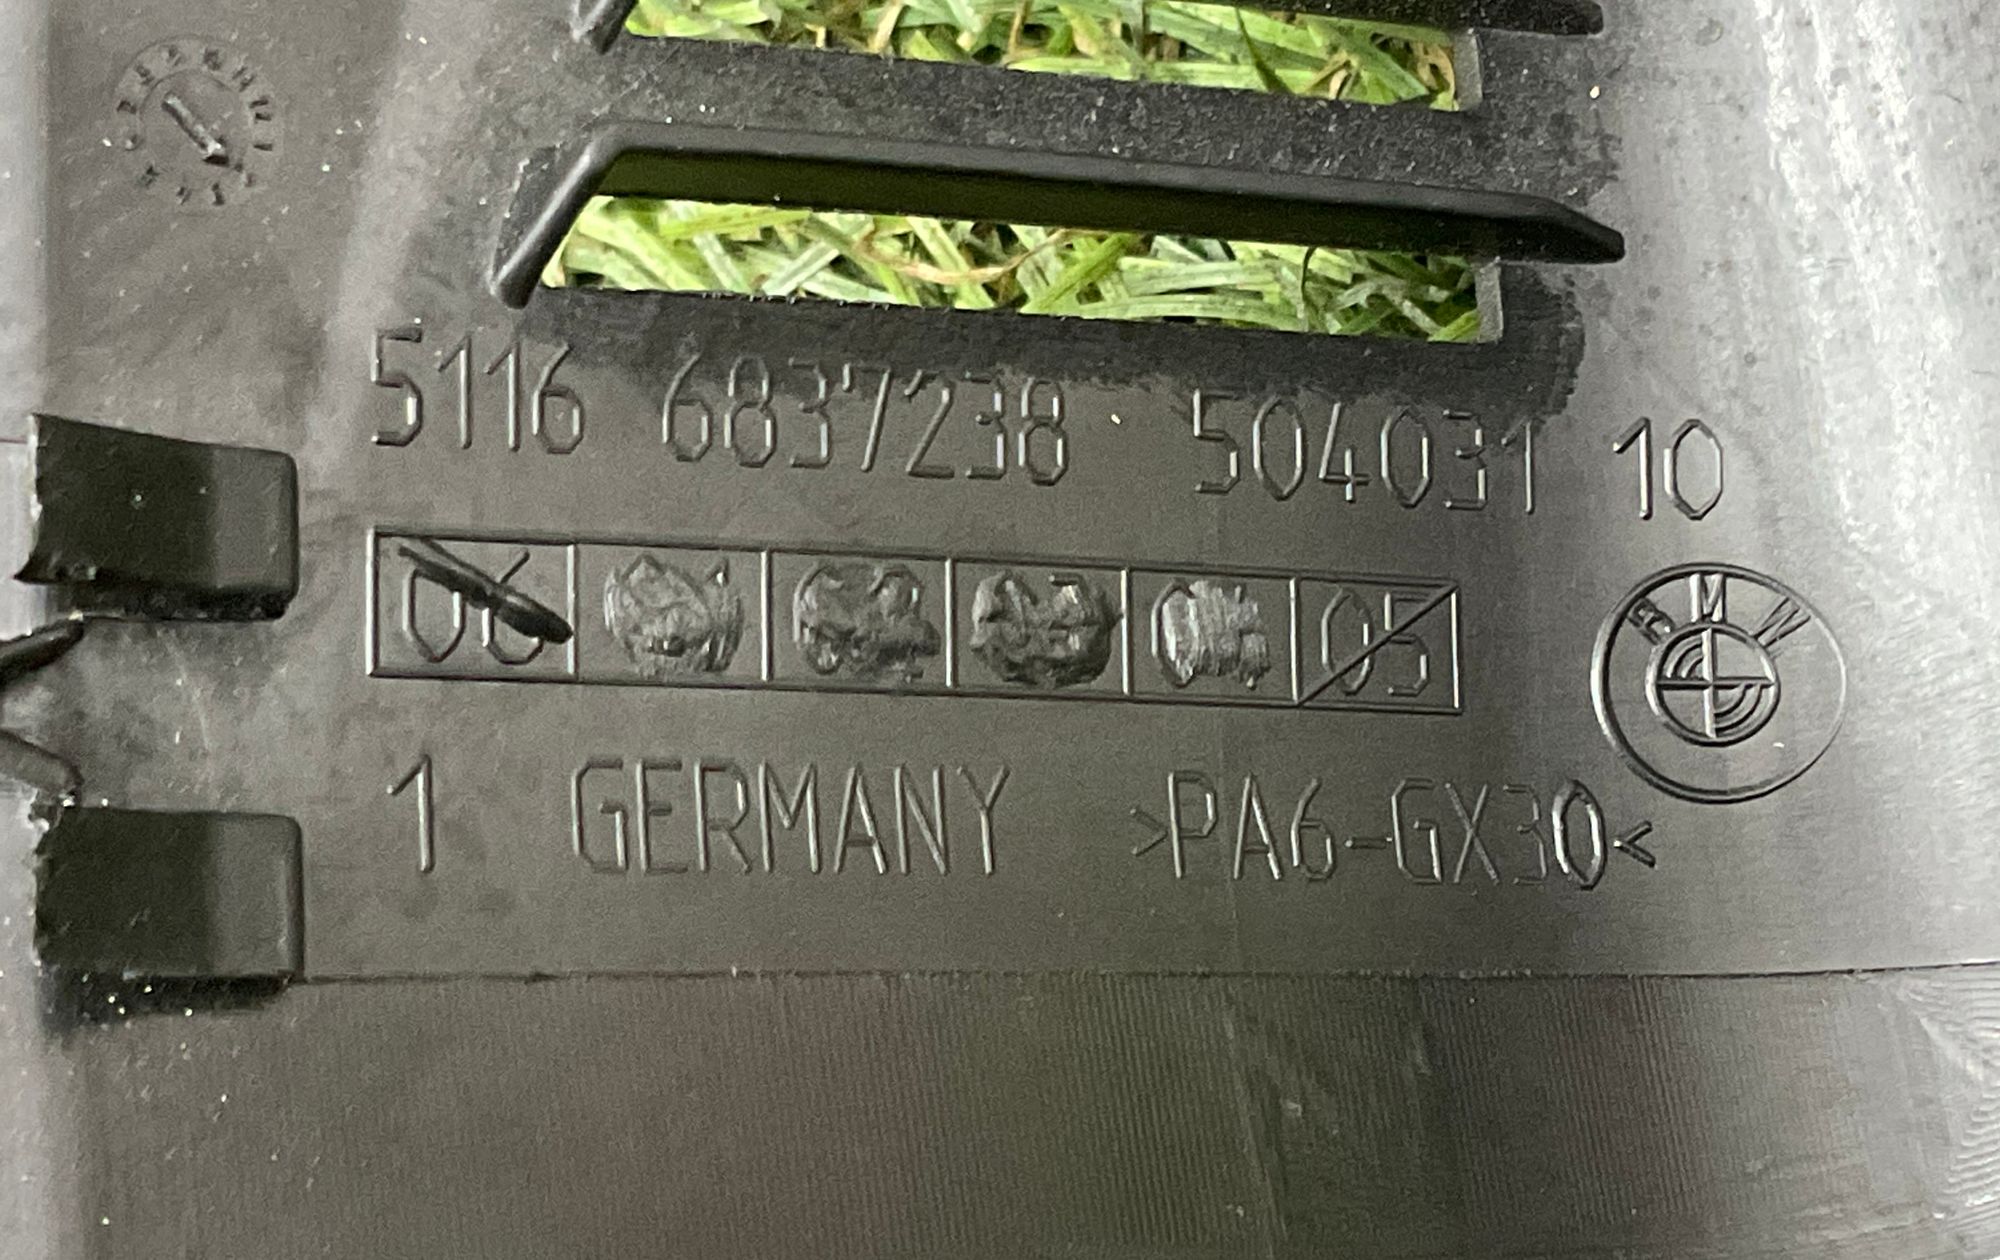 5116 6837238 504031 10
06 05
BMW
1 GERMANY >PA6-GX30<